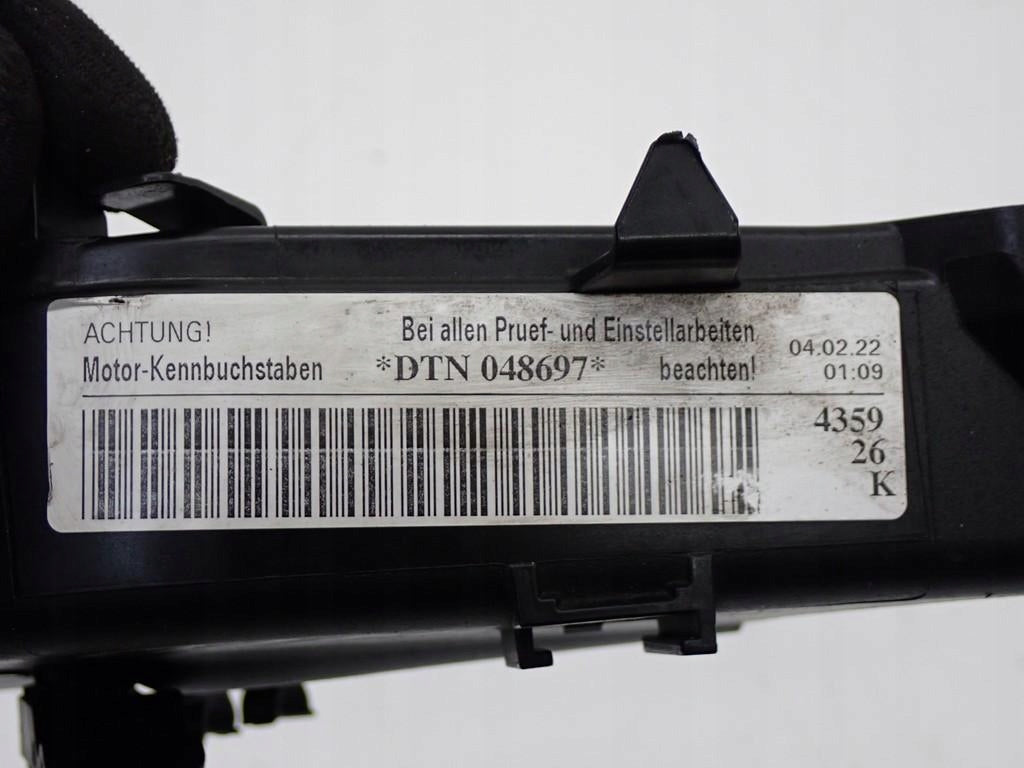 ACHTUNG! Bei allen Pruef- und Einstellarbeiten
Motor-Kennbuchstaben *DTN 048697* beachten!
04.02.22
01:09
4359
26
K